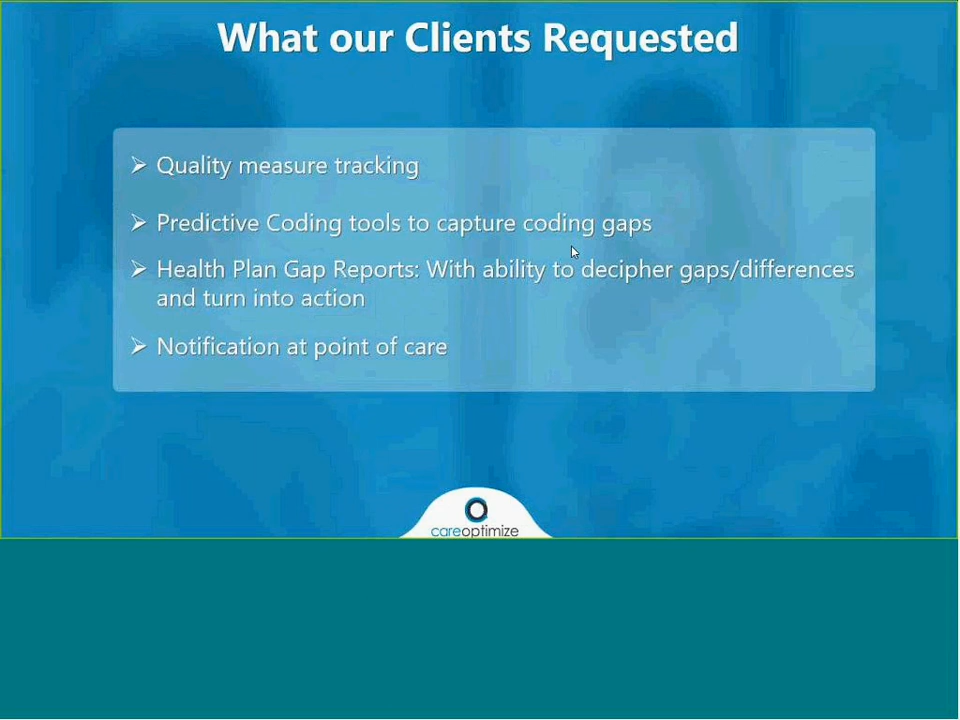 What our Clients Requested
➢ Quality measure tracking
➢ Predictive Coding tools to capture coding gaps
➢ Health Plan Gap Reports: With ability to decipher gaps/differences
and turn into action
➢ Notification at point of care
careoptimize